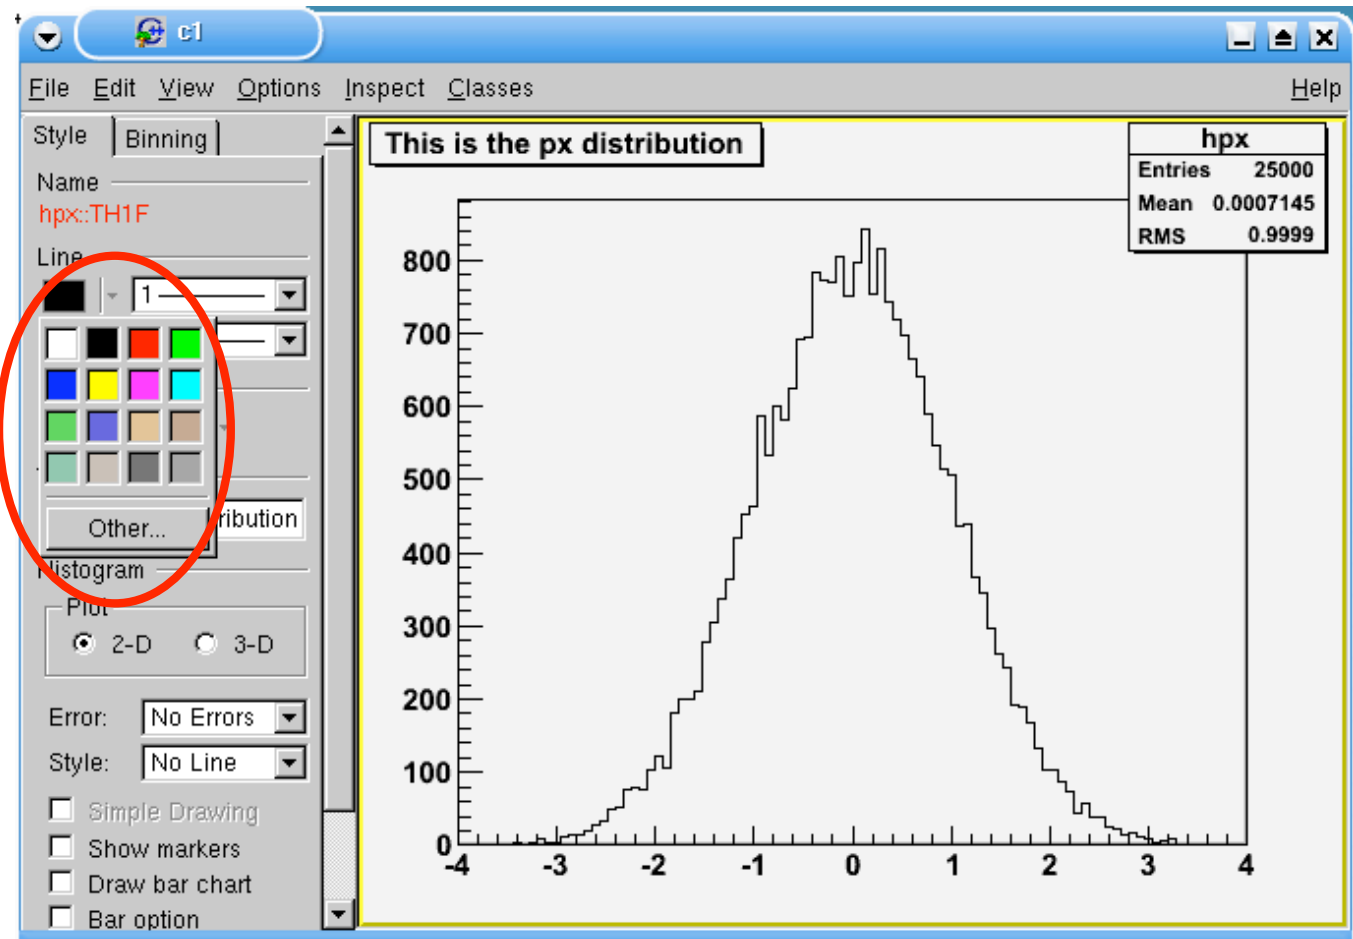 c1
File Edit View Options Inspect Classes Help
Style Binning
Name
hpx::TH1F
Line
1
Other...
ribution
Histogram
Plot
2-D 3-D
Error: No Errors
Style: No Line
Simple Drawing
Show markers
Draw bar chart
Bar option
This is the px distribution
hpx
Entries 25000
Mean 0.0007145
RMS 0.9999
800
700
600
500
400
300
200
100
0
-4 -3 -2 -1 0 1 2 3 4